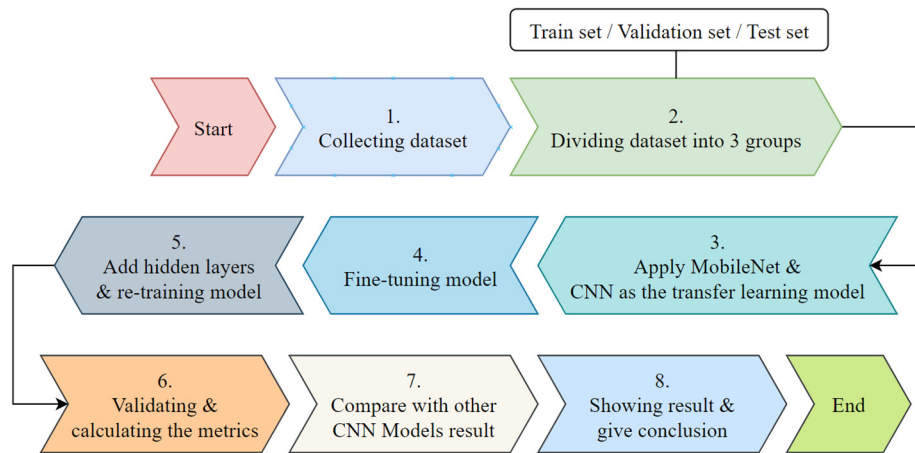 Train set / Validation set / Test set
Start
1.
Collecting dataset
2.
Dividing dataset into 3 groups
3.
Apply MobileNet &
CNN as the transfer learning model
4.
Fine-tuning model
5.
Add hidden layers
& re-training model
6.
Validating &
calculating the metrics
7.
Compare with other
CNN Models result
8.
Showing result &
give conclusion
End